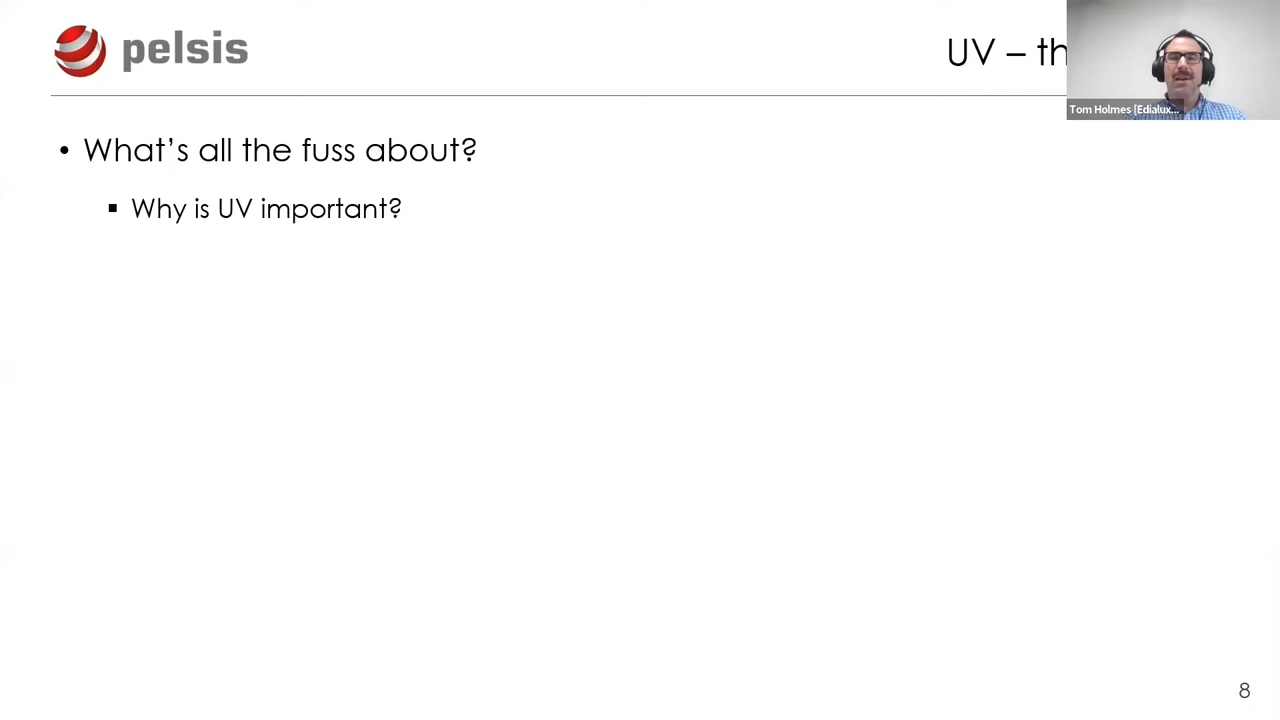 pelsis
UV – th
Tom Holmes [Edialux...
• What's all the fuss about?
▪ Why is UV important?
8